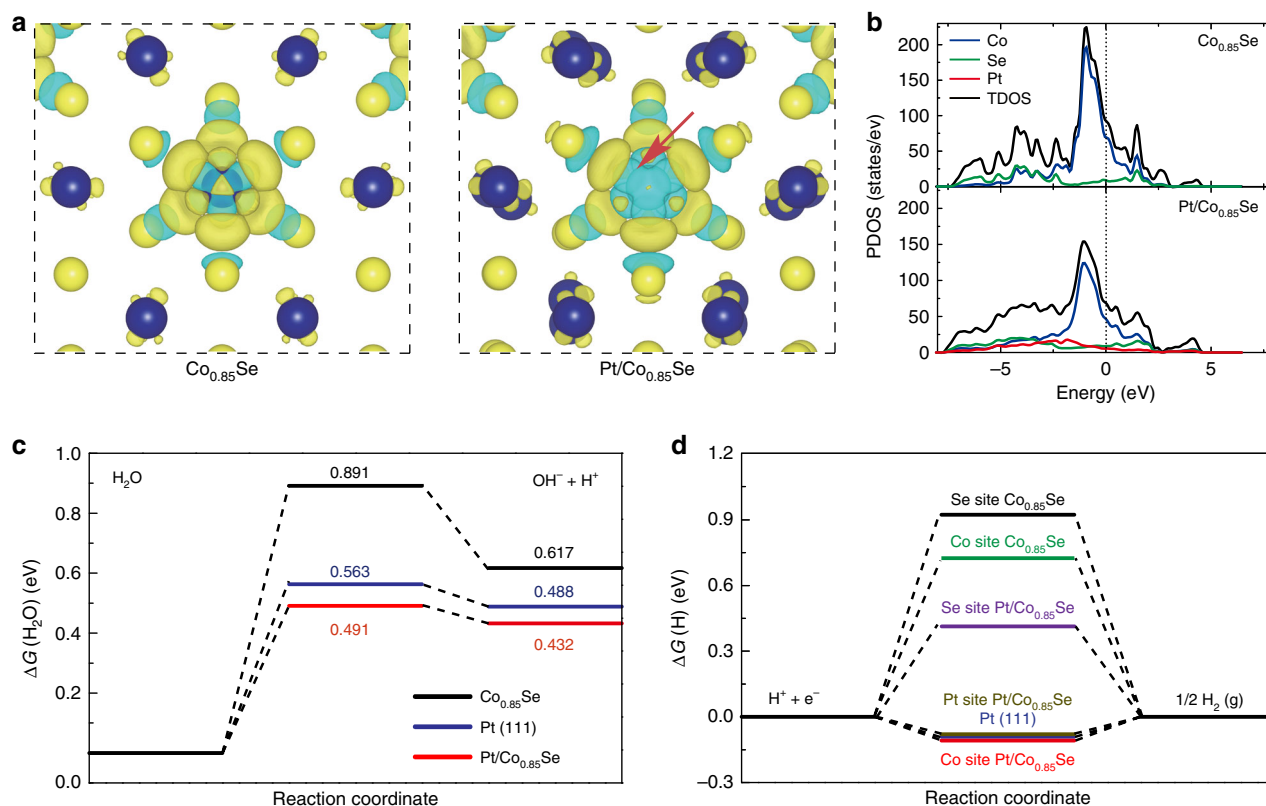 a
Co0.85Se
Pt/Co0.85Se
b
Co
Se
Pt
TDOS
Co0.85Se
200
150
100
50
0
Pt/Co0.85Se
200
150
100
50
0
PDOS (states/ev)
−5
0
5
Energy (eV)
c
1.0
0.8
0.6
0.4
0.2
0.0
ΔG (H2O) (eV)
H2O
OH− + H+
0.891
0.617
0.563
0.488
0.491
0.432
Co0.85Se
Pt (111)
Pt/Co0.85Se
Reaction coordinate
d
1.2
0.9
0.6
0.3
0.0
−0.3
ΔG (H) (eV)
Se site Co0.85Se
Co site Co0.85Se
Se site Pt/Co0.85Se
H+ + e−
Pt site Pt/Co0.85Se
Pt (111)
Co site Pt/Co0.85Se
1/2 H2 (g)
Reaction coordinate